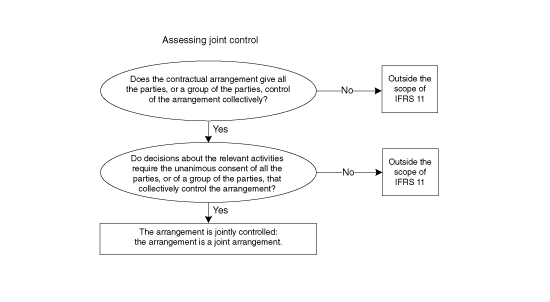 Assessing joint control
Does the contractual arrangement give all
the parties, or a group of the parties, control
of the arrangement collectively?
No
Outside the
scope of
IFRS 11
Yes
Do decisions about the relevant activities
require the unanimous consent of all the
parties, or of a group of the parties, that
collectively control the arrangement?
No
Outside the
scope of
IFRS 11
Yes
The arrangement is jointly controlled:
the arrangement is a joint arrangement.